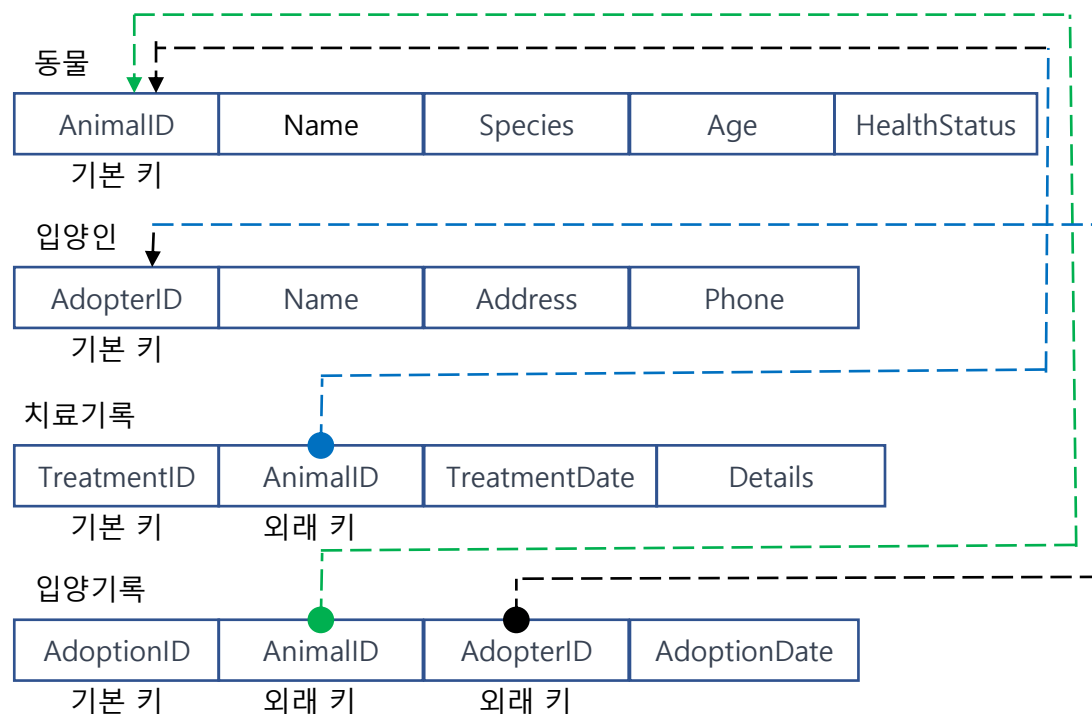 동물
AnimalID Name Species Age HealthStatus
기본 키
입양인
AdopterID Name Address Phone
기본 키
치료기록
TreatmentID AnimalID TreatmentDate Details
기본 키 외래 키
입양기록
AdoptionID AnimalID AdopterID AdoptionDate
기본 키 외래 키 외래 키